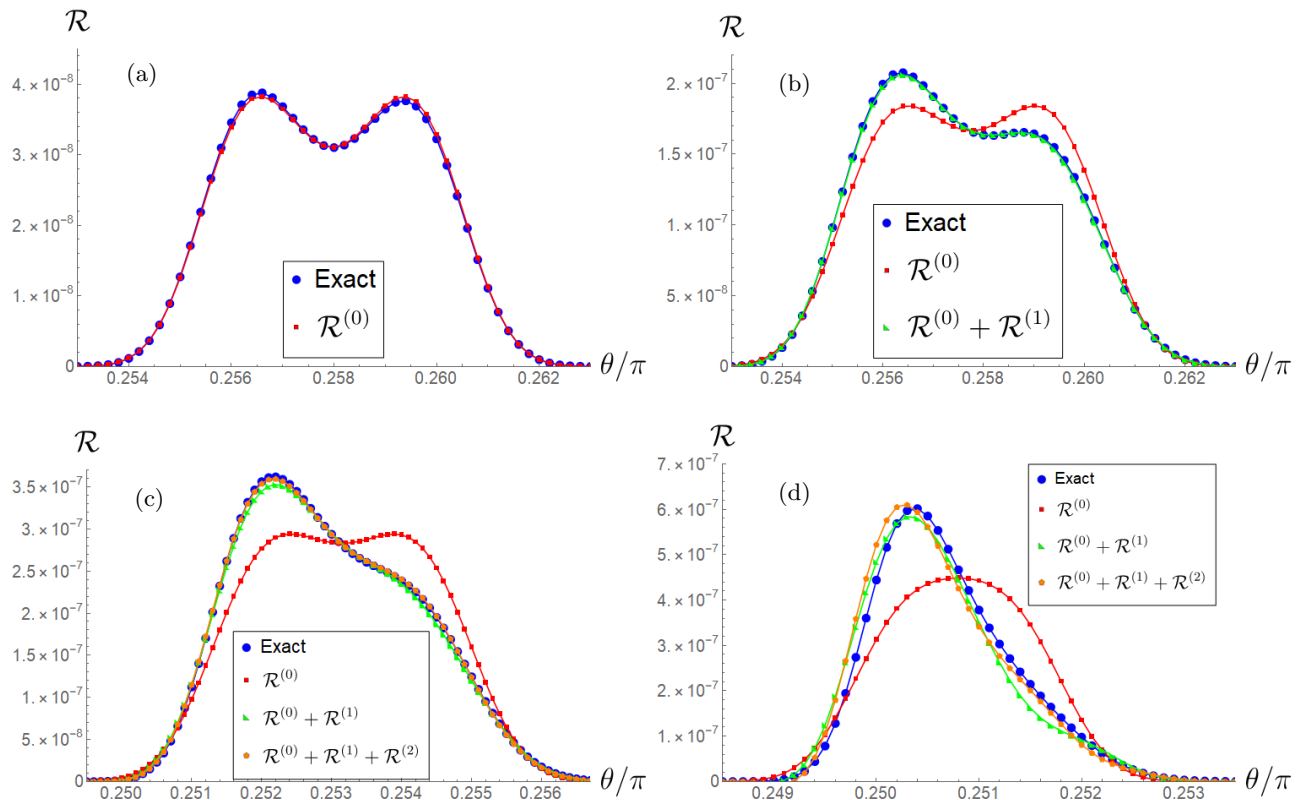 ℛ
(a)
4. × 10⁻⁸
3. × 10⁻⁸
2. × 10⁻⁸
1. × 10⁻⁸
0
0.254 0.256 0.258 0.260 0.262 θ/π
Exact
ℛ⁽⁰⁾
ℛ
(b)
2. × 10⁻⁷
1.5 × 10⁻⁷
1. × 10⁻⁷
5. × 10⁻⁸
0
0.254 0.256 0.258 0.260 0.262 θ/π
Exact
ℛ⁽⁰⁾
ℛ⁽⁰⁾ + ℛ⁽¹⁾
ℛ
(c)
3.5 × 10⁻⁷
3. × 10⁻⁷
2.5 × 10⁻⁷
2. × 10⁻⁷
1.5 × 10⁻⁷
1. × 10⁻⁷
5. × 10⁻⁸
0
0.250 0.251 0.252 0.253 0.254 0.255 0.256 θ/π
Exact
ℛ⁽⁰⁾
ℛ⁽⁰⁾ + ℛ⁽¹⁾
ℛ⁽⁰⁾ + ℛ⁽¹⁾ + ℛ⁽²⁾
ℛ
(d)
7. × 10⁻⁷
6. × 10⁻⁷
5. × 10⁻⁷
4. × 10⁻⁷
3. × 10⁻⁷
2. × 10⁻⁷
1. × 10⁻⁷
0
0.249 0.250 0.251 0.252 0.253 θ/π
Exact
ℛ⁽⁰⁾
ℛ⁽⁰⁾ + ℛ⁽¹⁾
ℛ⁽⁰⁾ + ℛ⁽¹⁾ + ℛ⁽²⁾